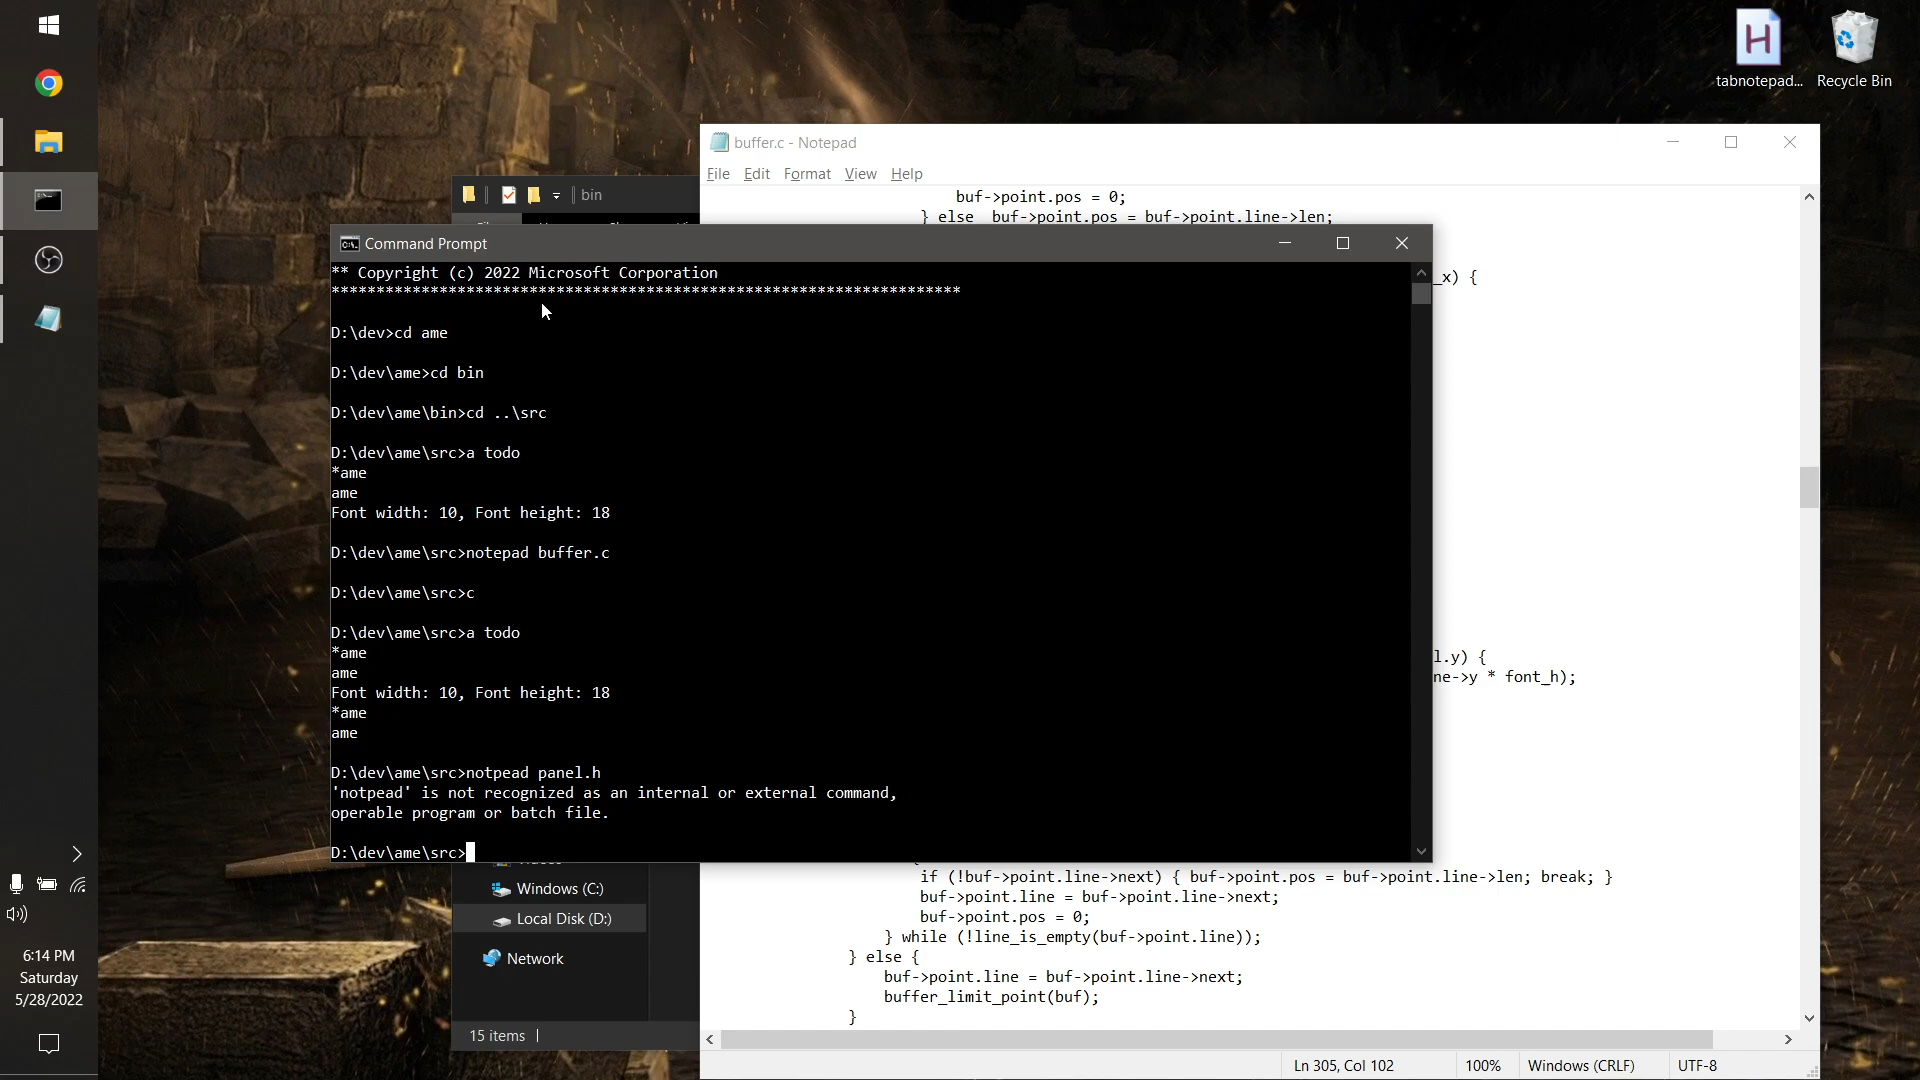 tabnotepad...
Recycle Bin
buffer.c - Notepad
File Edit Format View Help
bin
buf->point.pos = 0;
} else buf->point.pos = buf->point.line->len;
_x) {
l.y) {
ne->y * font_h);
Command Prompt
** Copyright (c) 2022 Microsoft Corporation
**********************************************************************
D:\dev>cd ame
D:\dev\ame>cd bin
D:\dev\ame\bin>cd ..\src
D:\dev\ame\src>a todo
*ame
ame
Font width: 10, Font height: 18
D:\dev\ame\src>notepad buffer.c
D:\dev\ame\src>c
D:\dev\ame\src>a todo
*ame
ame
Font width: 10, Font height: 18
*ame
ame
D:\dev\ame\src>notpead panel.h
'notpead' is not recognized as an internal or external command,
operable program or batch file.
D:\dev\ame\src>
Windows (C:)
Local Disk (D:)
Network
15 items
if (!buf->point.line->next) { buf->point.pos = buf->point.line->len; break; }
buf->point.line = buf->point.line->next;
buf->point.pos = 0;
} while (!line_is_empty(buf->point.line));
} else {
buf->point.line = buf->point.line->next;
buffer_limit_point(buf);
}
Ln 305, Col 102
100%
Windows (CRLF)
UTF-8
6:14 PM
Saturday
5/28/2022